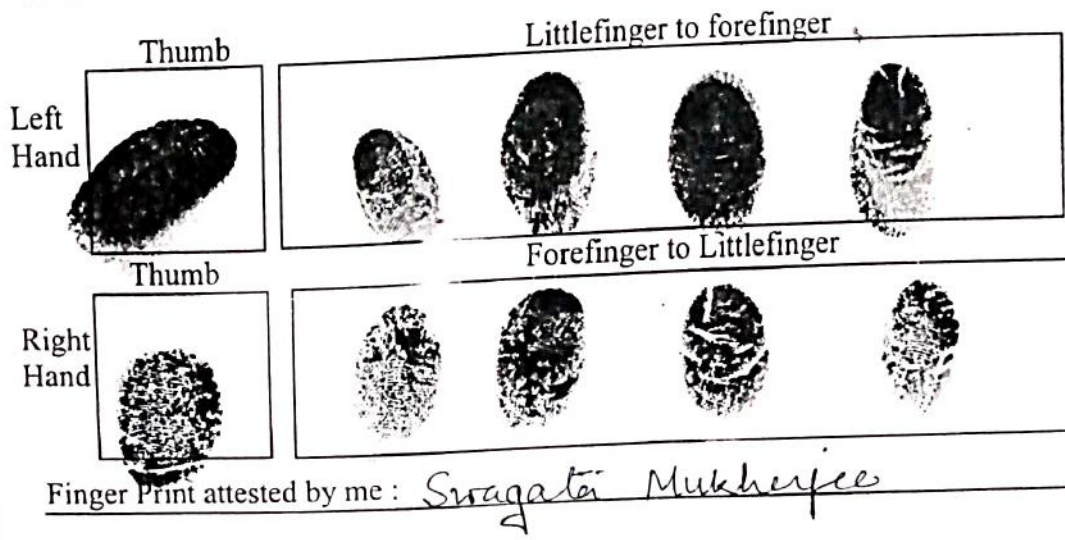 Thumb Littlefinger to forefinger
Left
Hand
Thumb Forefinger to Littlefinger
Right
Hand
Finger Print attested by me : Swagata Mukherjee